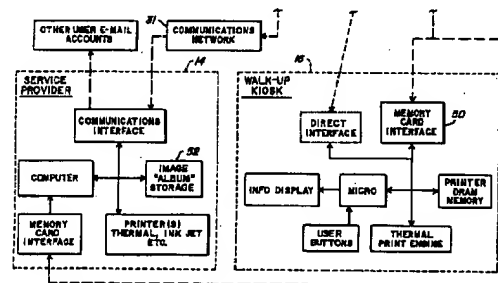 OTHER USER E-MAIL
ACCOUNTS
31
COMMUNICATIONS
NETWORK
14
SERVICE
PROVIDER
COMMUNICATIONS
INTERFACE
COMPUTER
52
IMAGE
"ALBUM"
STORAGE
MEMORY
CARD
INTERFACE
PRINTER(S)
THERMAL, INK JET
ETC.
16
WALK-UP
KIOSK
DIRECT
INTERFACE
MEMORY
CARD
INTERFACE
50
INFO DISPLAY
MICRO
PRINTER
DRAM
MEMORY
USER
BUTTONS
THERMAL
PRINT ENGINE